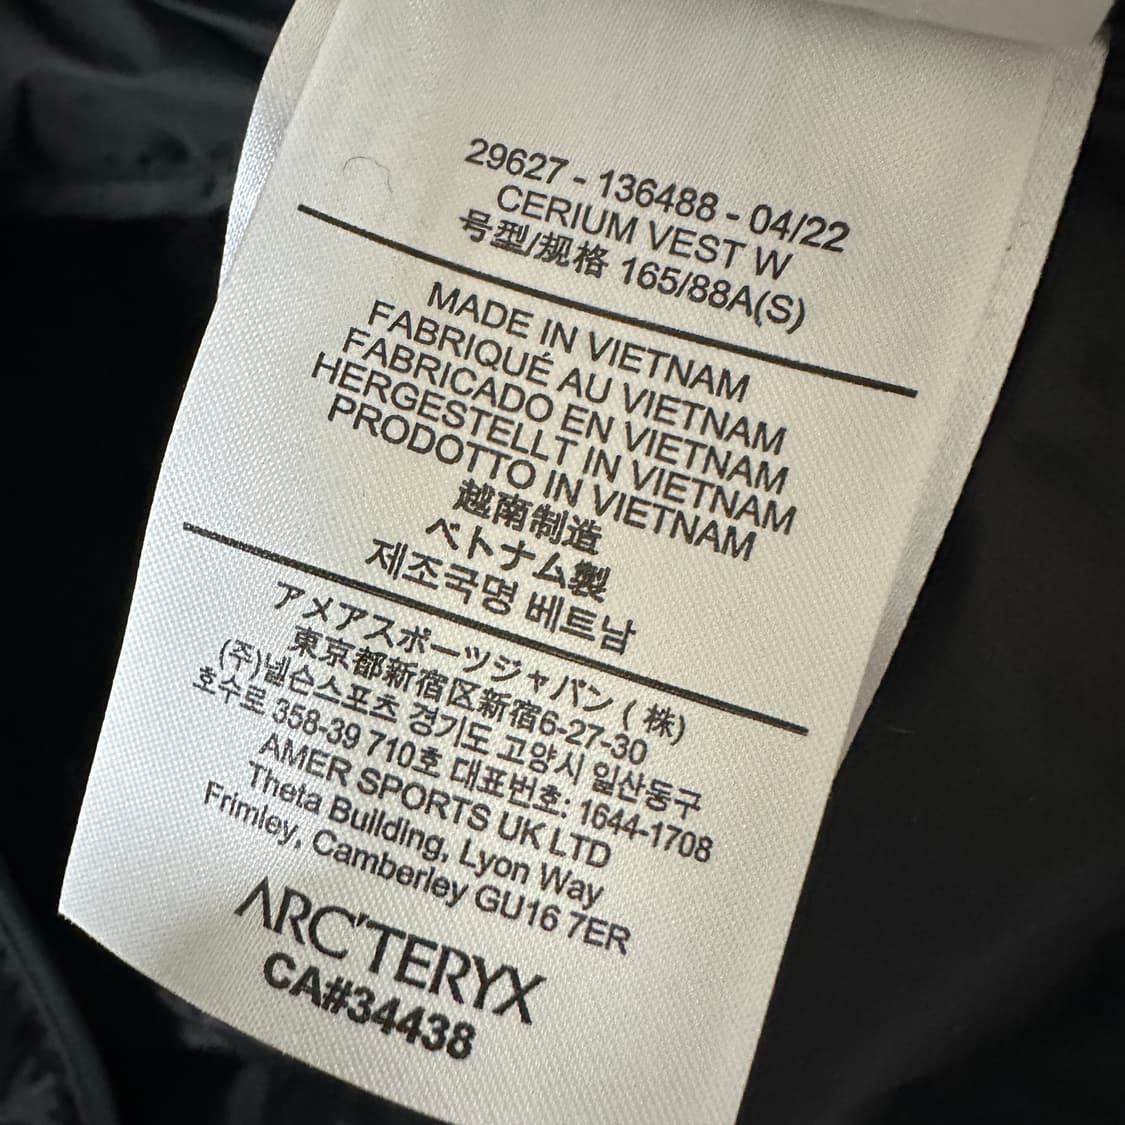 29627 - 136488 - 04/22
CERIUM VEST W
号型/规格 165/88A(S)
MADE IN VIETNAM
FABRIQUÉ AU VIETNAM
FABRICADO EN VIETNAM
HERGESTELLT IN VIETNAM
PRODOTTO IN VIETNAM
越南制造
ベトナム製
제조국명 베트남
アメアスポーツジャパン ( 株)
東京都新宿区新宿6-27-30
(주)넬슨스포츠 경기도 고양시 일산동구
호수로 358-39 710호 대표번호: 1644-1708
AMER SPORTS UK LTD
Theta Building, Lyon Way
Frimley, Camberley GU16 7ER
ARC'TERYX
CA#34438